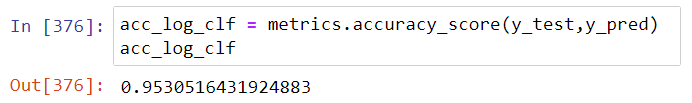 In [376]: acc_log_clf = metrics.accuracy_score(y_test,y_pred)
acc_log_clf
Out[376]: 0.9530516431924883